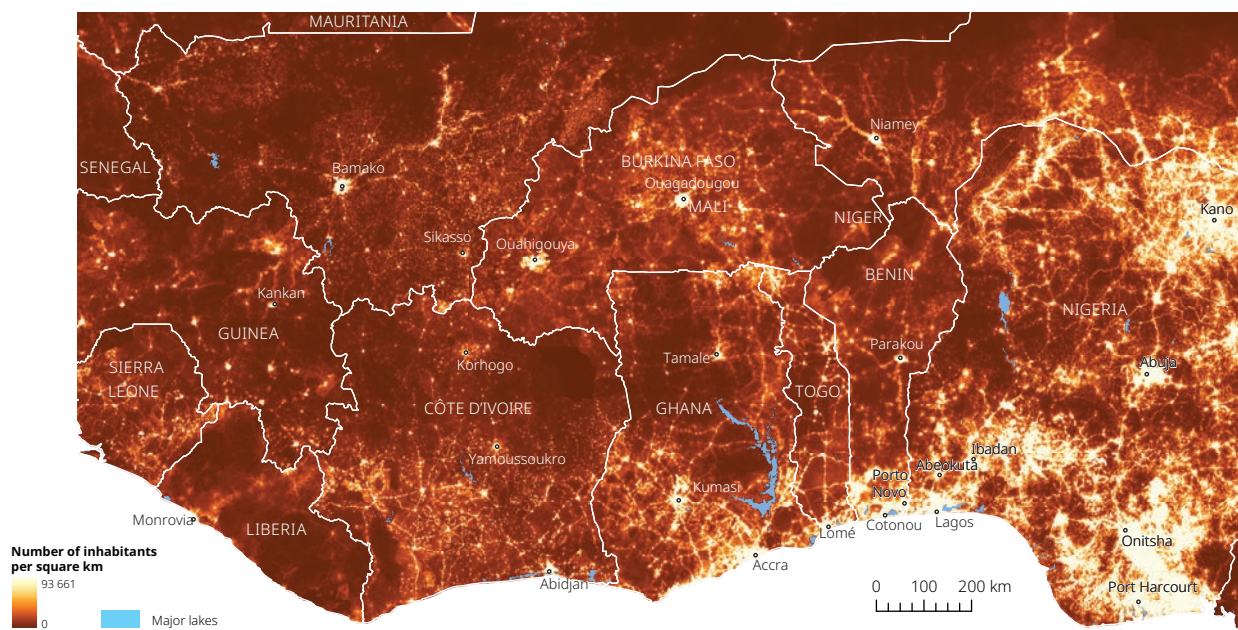 MAURITANIA
Niamey
SENEGAL
Bamako
BURKINA FASO
Ouagadougou
MALI
Kano
NIGER
Sikasso
Ouahigouya
BENIN
Kankan
NIGERIA
GUINEA
Parakou
Tamale
Korhogo
Abuja
SIERRA
LEONE
TOGO
CÔTE D'IVOIRE
GHANA
Ibadan
Yamoussoukro
Abeokuta
Porto
Novo
Kumasi
Monrovia
LIBERIA
Lomé
Cotonou
Lagos
Onitsha
Accra
Abidjan
Port Harcourt
Number of inhabitants
per square km
93 661
0
Major lakes
0 100 200 km